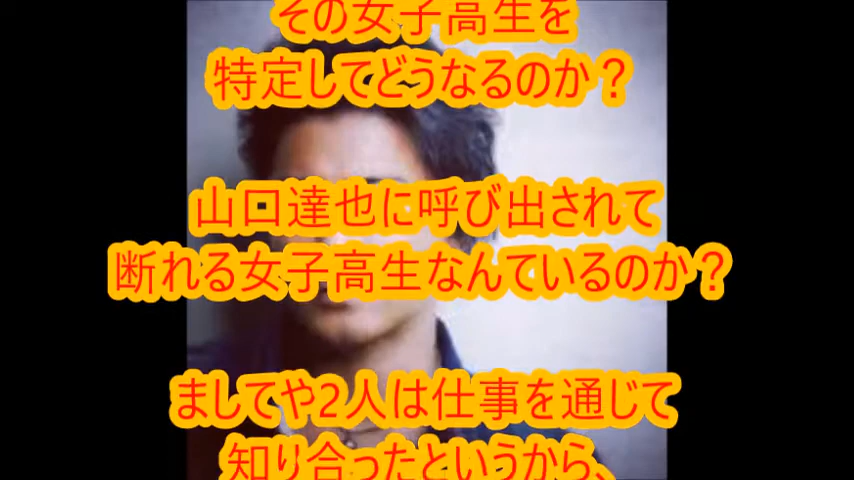 その女子高生を
特定してどうなるのか？
山口達也に呼び出されて
断れる女子高生なんているのか？
ましてや2人は仕事を通じて
知り合ったというから、